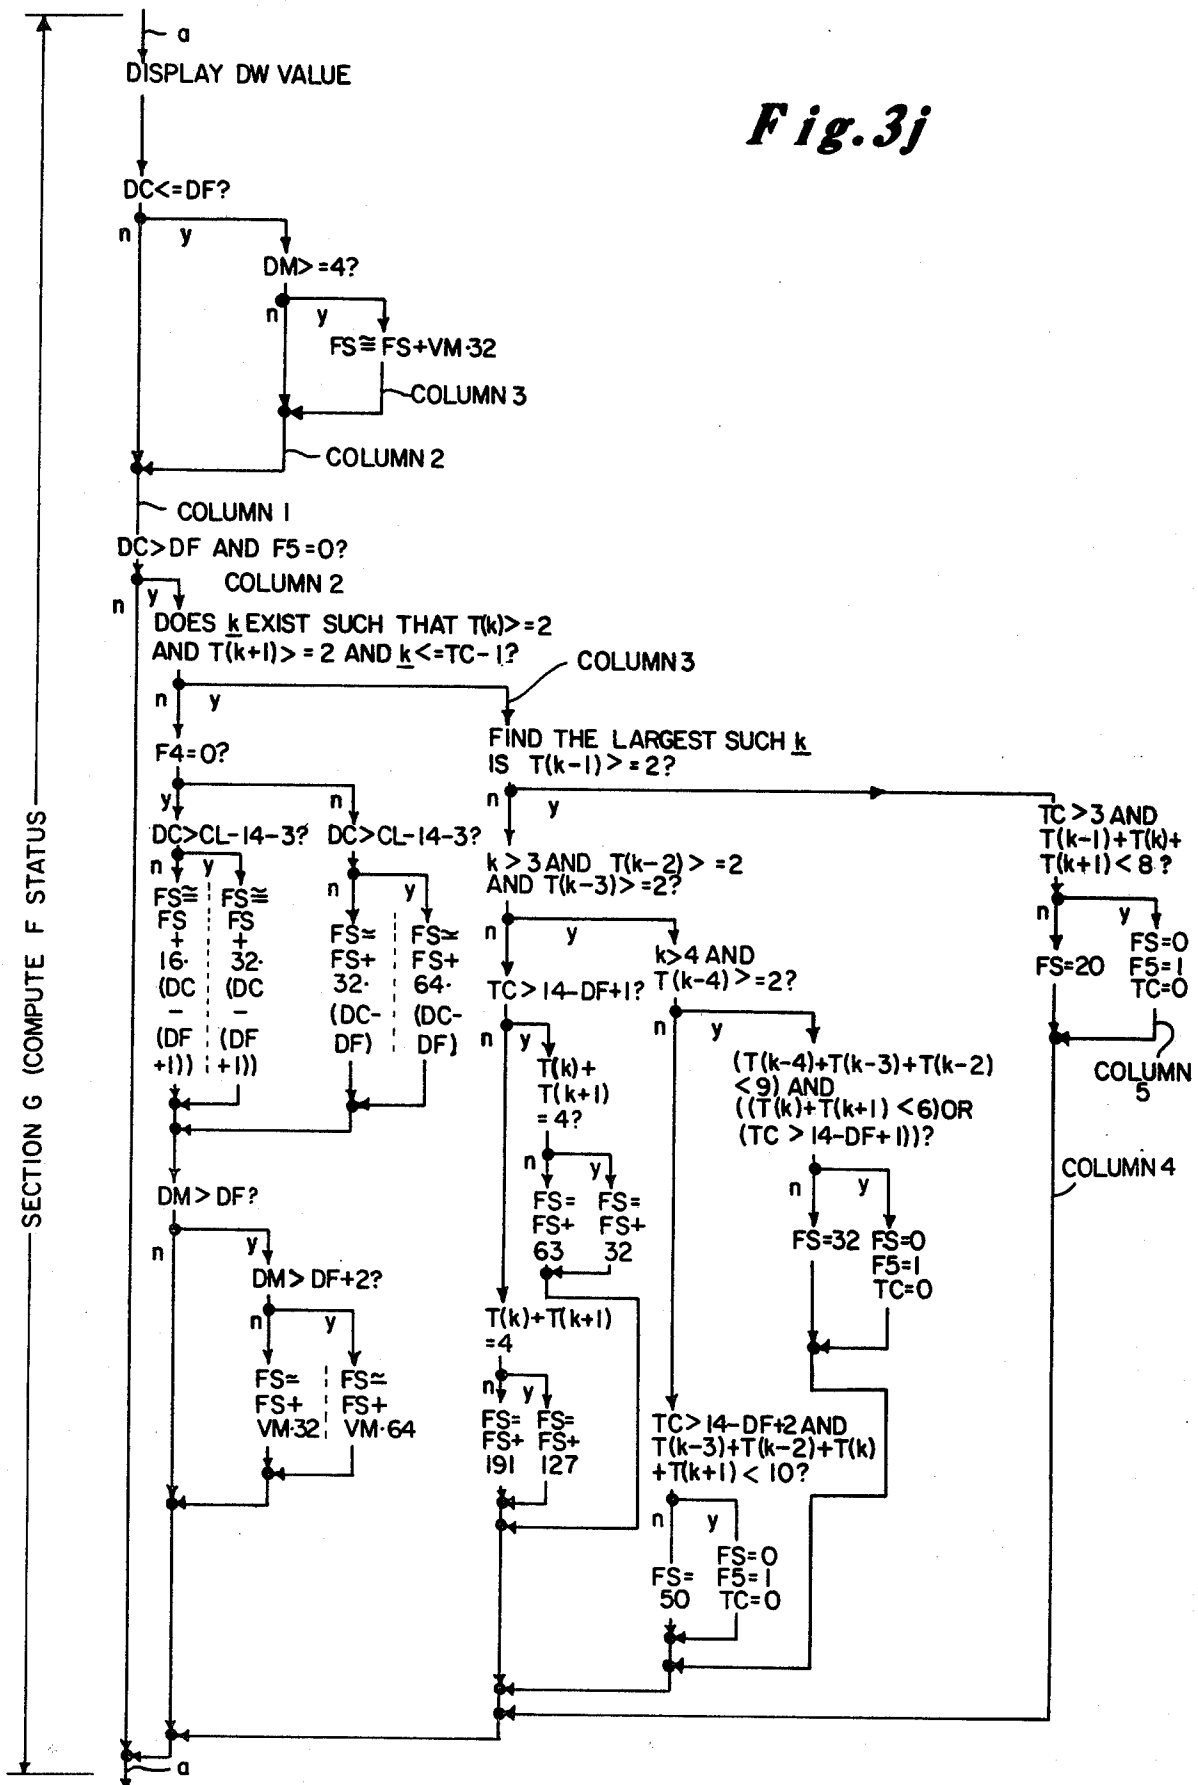 a
DISPLAY DW VALUE
Fig.3j
DC<=DF?
n y
DM>=4?
n y
FS≅FS+VM·32
COLUMN 3
COLUMN 2
COLUMN 1
DC>DF AND F5=0?
n y COLUMN 2
DOES k EXIST SUCH THAT T(k)>=2
AND T(k+1)>=2 AND k<=TC-1?
n y
COLUMN 3
F4=0?
y n
DC>CL-14-3?
n y
FS≅
FS
+
16·
(DC
-
(DF
+1))
FS≅
FS
+
32·
(DC
-
(DF
+1))
DC>CL-14-3?
n y
FS≃
FS+
32·
(DC-
DF)
FS≃
FS+
64·
(DC-
DF)
DM>DF?
n y
DM>DF+2?
n y
FS≃
FS+
VM·32
FS≃
FS+
VM·64
FIND THE LARGEST SUCH k
IS T(k-1)>=2?
n y
k>3 AND T(k-2)>=2
AND T(k-3)>=2?
n y
TC>14-DF+1?
n y
T(k)+
T(k+1)
=4?
n y
FS=
FS+
63
FS=
FS+
32
T(k)+T(k+1)
=4
n y
FS=
FS+
191
FS=
FS+
127
k>4 AND
T(k-4)>=2?
n y
(T(k-4)+T(k-3)+T(k-2)
<9) AND
((T(k)+T(k+1)<6)OR
(TC>14-DF+1))?
n y
FS=32
FS=0
F5=1
TC=0
TC>14-DF+2 AND
T(k-3)+T(k-2)+T(k)
+T(k+1)<10?
n y
FS=
50
FS=0
F5=1
TC=0
TC>3 AND
T(k-1)+T(k)+
T(k+1)<8?
n y
FS=20
FS=0
F5=1
TC=0
COLUMN
5
COLUMN 4
a
SECTION G (COMPUTE F STATUS)